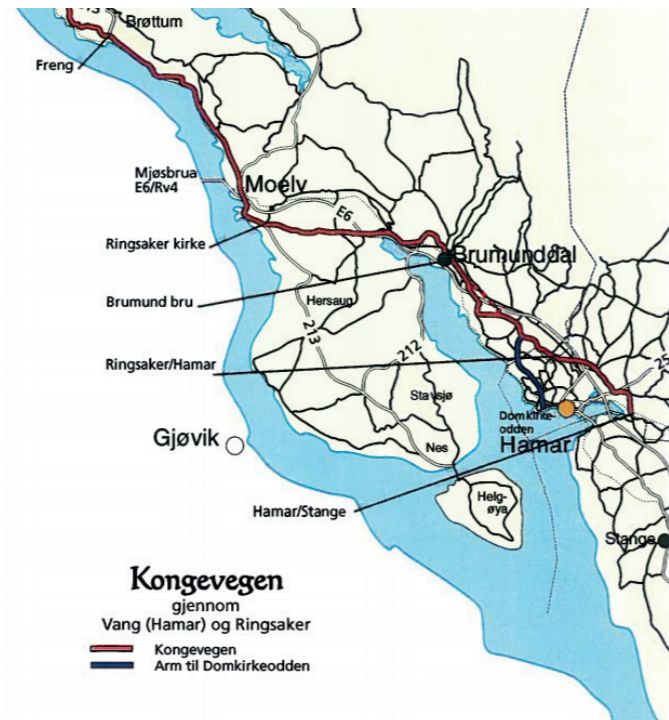 Brøttum
Freng
Mjøsbrua
E6/Rv4
Moelv
E6
Ringsaker kirke
Brumunddal
Brumund bru
Hersaug
213
212
Ringsaker/Hamar
Stavsjø
Domkirke-
odden
Gjøvik
Nes
Hamar
Helg-
øya
Hamar/Stange
Stange
Kongevegen
gjennom
Vang (Hamar) og Ringsaker
Kongevegen
Arm til Domkirkeodden